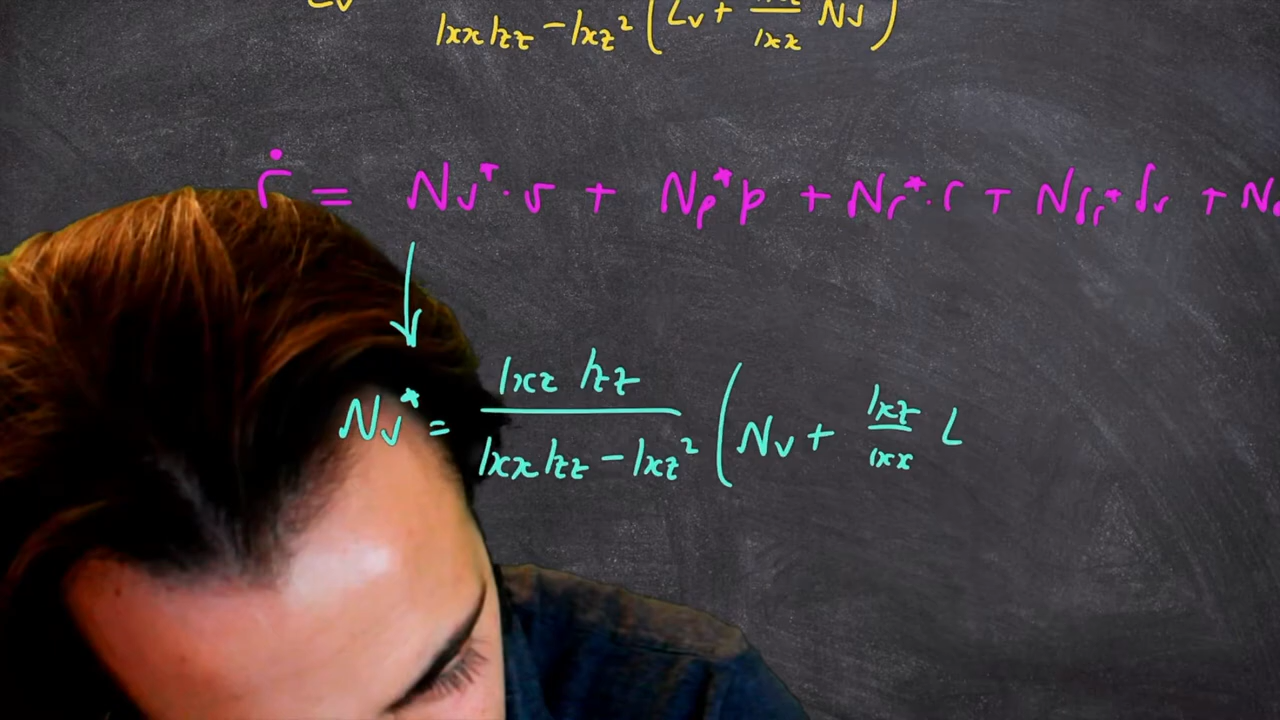 Ixx Izz - Ixz² ( Lv + Ixx Nv )
ṙ = Nv* · v + Np* p + Nr* · r + Nδr* δr + N
Ixz Izz
Nv* = Ixx Izz - Ixz² ( Nv + Ixz / Ixx L